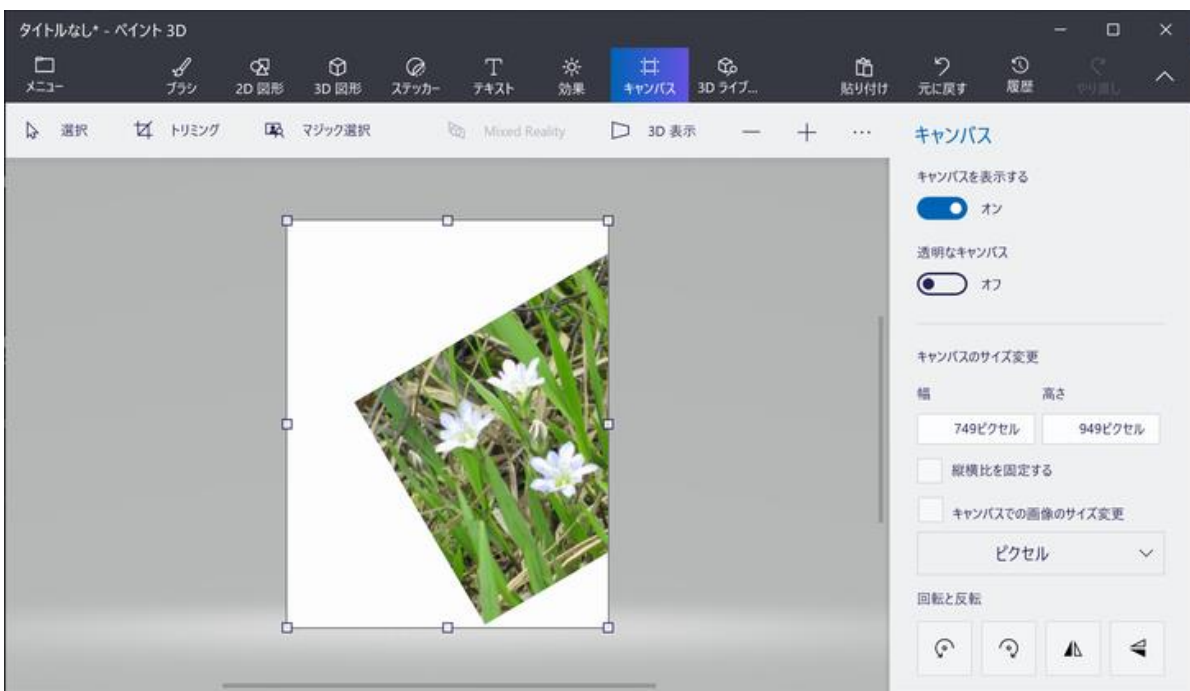 タイトルなし* - ペイント 3D
メニュー ブラシ 2D 図形 3D 図形 ステッカー テキスト 効果 キャンバス 3D ライブ... 貼り付け 元に戻す 履歴 やり直し
選択 トリミング マジック選択 Mixed Reality 3D 表示
キャンバス
キャンバスを表示する
オン
透明なキャンバス
オフ
キャンバスのサイズ変更
幅 高さ
749ピクセル 949ピクセル
縦横比を固定する
キャンバスでの画像のサイズ変更
ピクセル
回転と反転